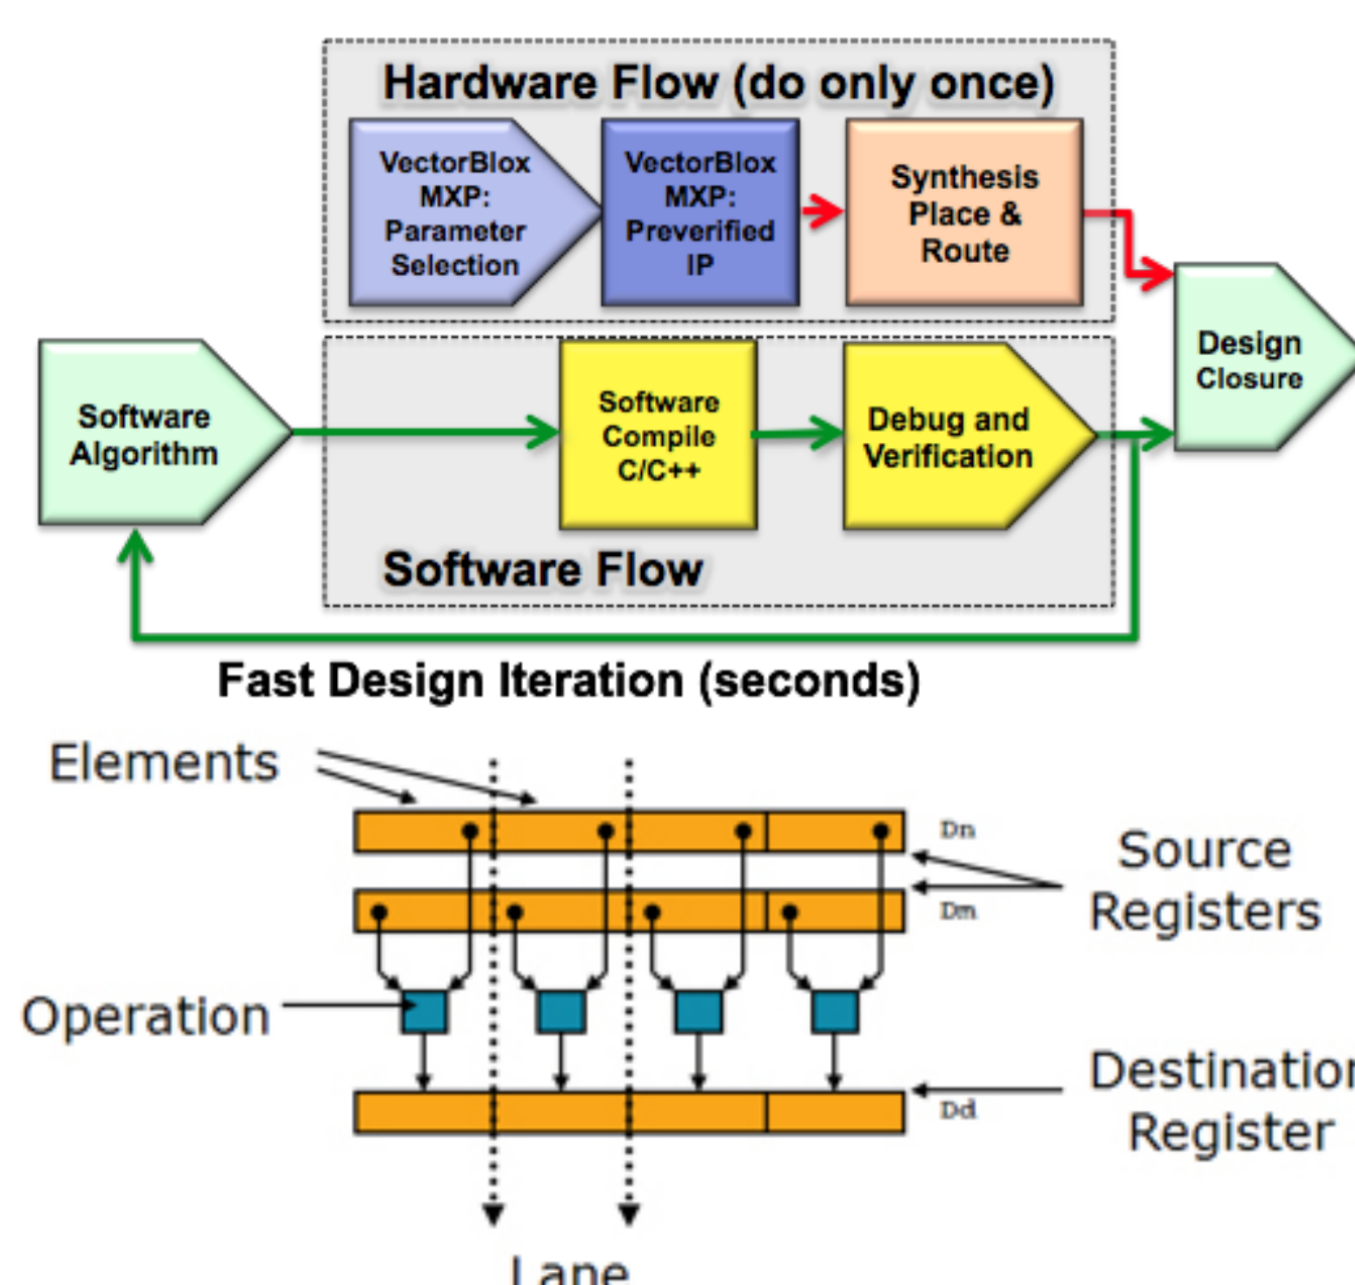 Hardware Flow (do only once)
VectorBlox
MXP:
Parameter
Selection
VectorBlox
MXP:
Preverified
IP
Synthesis
Place &
Route
Design
Closure
Software
Algorithm
Software
Compile
C/C++
Debug and
Verification
Software Flow
Fast Design Iteration (seconds)
Elements
Dn
Source
Registers
Dm
Operation
Destination
Register
Dd
Lane